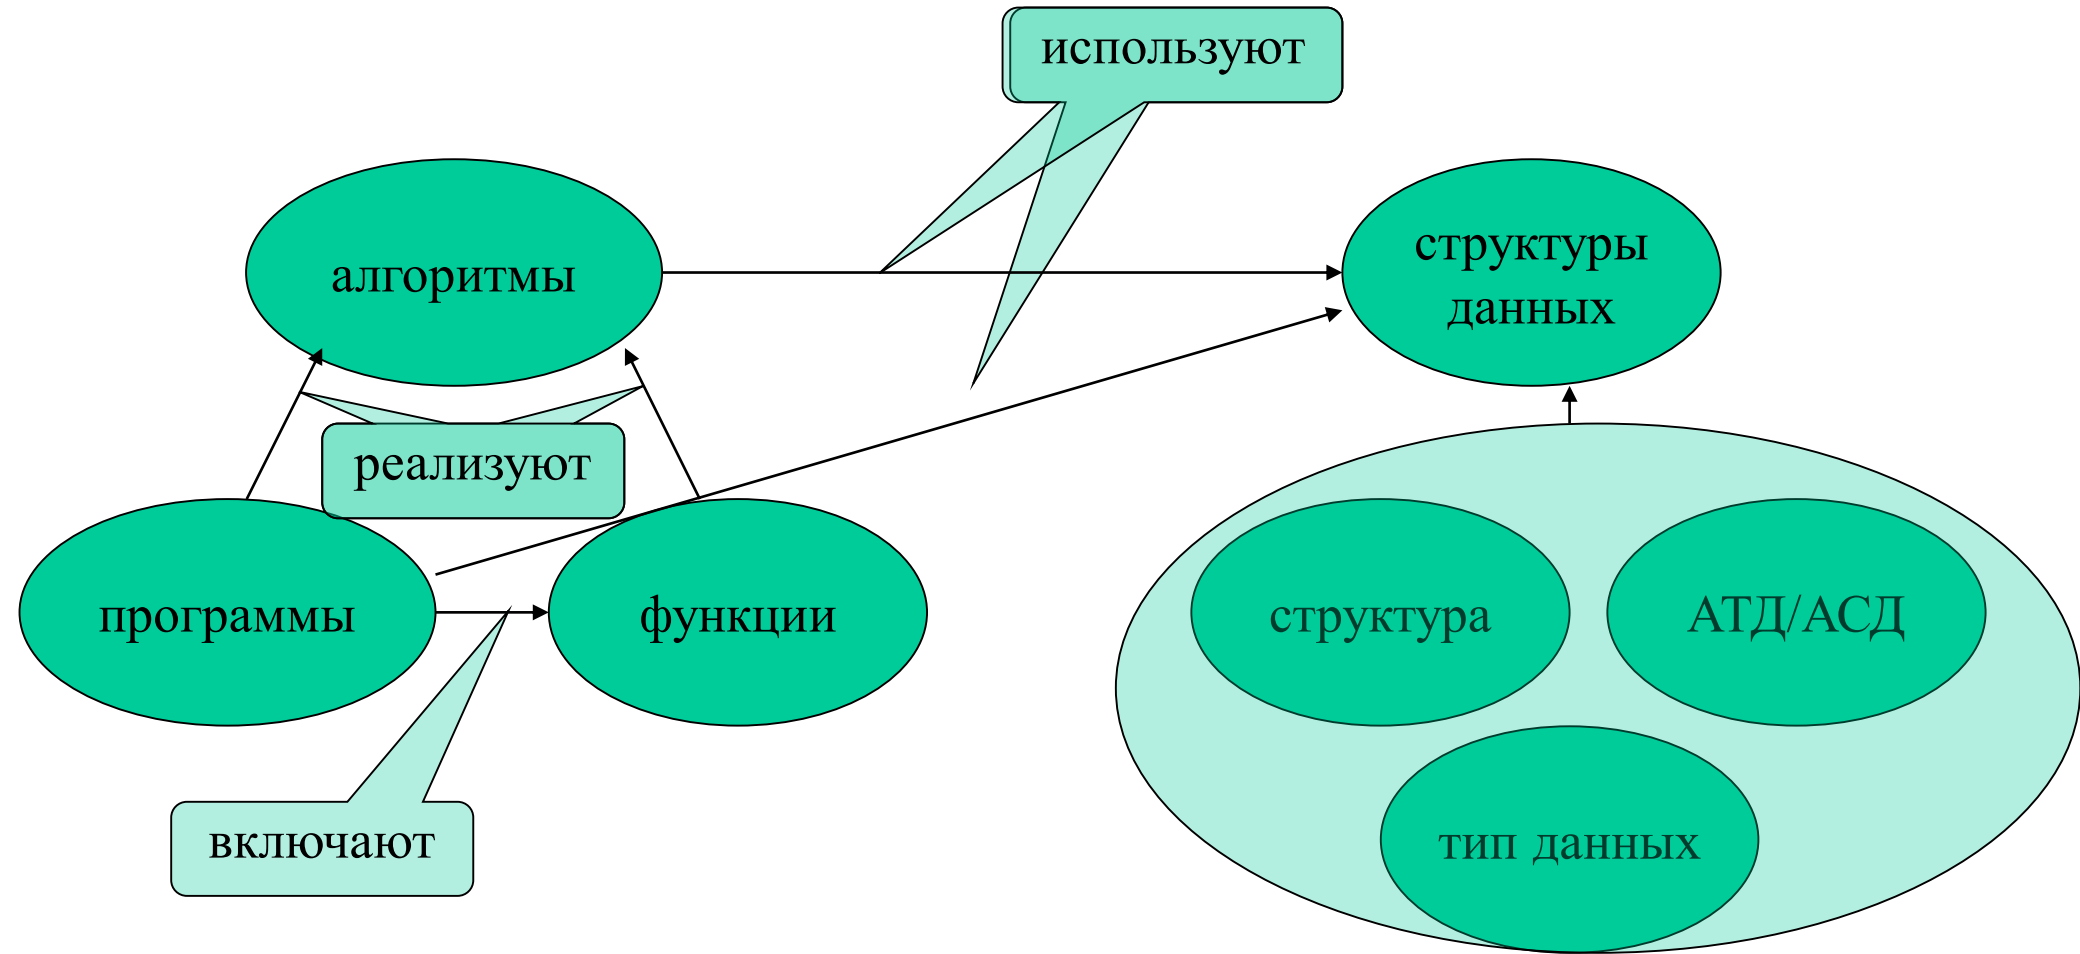 используют
алгоритмы
структуры
данных
реализуют
программы
функции
структура
АТД/АСД
включают
тип данных